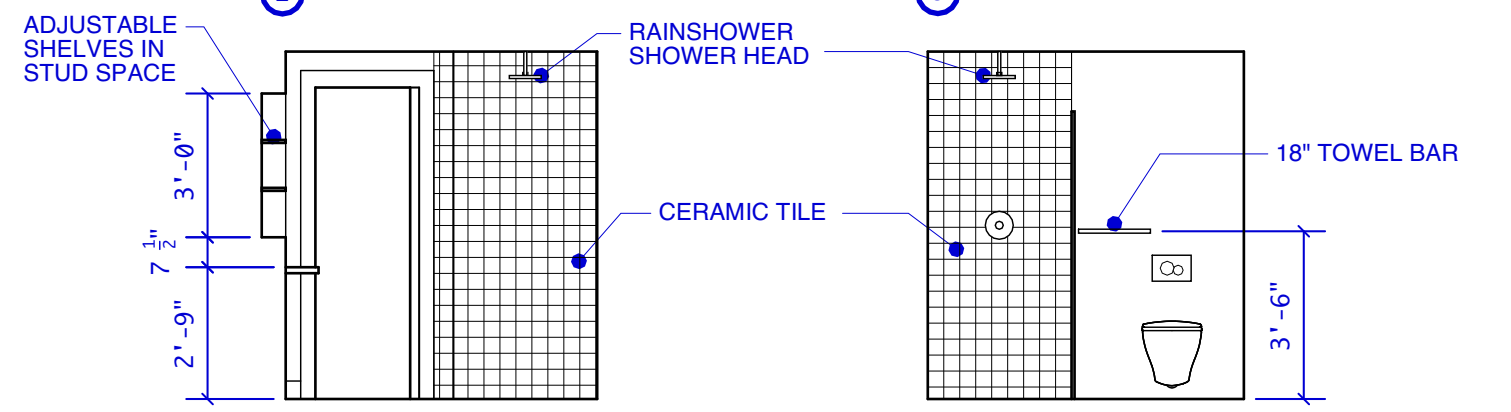 ADJUSTABLE
SHELVES IN
STUD SPACE
RAINSHOWER
SHOWER HEAD
3'-0"
18" TOWEL BAR
CERAMIC TILE
7 1/2"
2'-9"
3'-6"